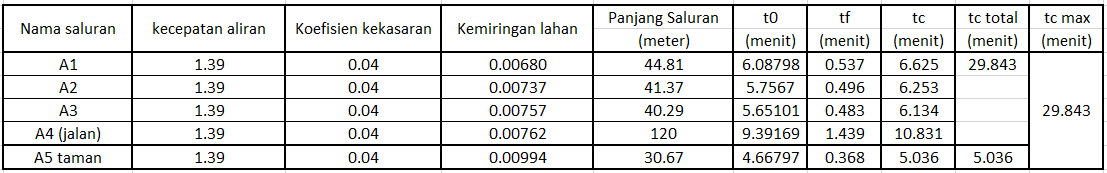 Nama saluran kecepatan aliran Koefisien kekasaran Kemiringan lahan Panjang Saluran t0 tf tc tc total tc max
(meter) (menit) (menit) (menit) (menit) (menit)
A1 1.39 0.04 0.00680 44.81 6.08798 0.537 6.625 29.843
A2 1.39 0.04 0.00737 41.37 5.7567 0.496 6.253
A3 1.39 0.04 0.00757 40.29 5.65101 0.483 6.134 29.843
A4 (jalan) 1.39 0.04 0.00762 120 9.39169 1.439 10.831
A5 taman 1.39 0.04 0.00994 30.67 4.66797 0.368 5.036 5.036